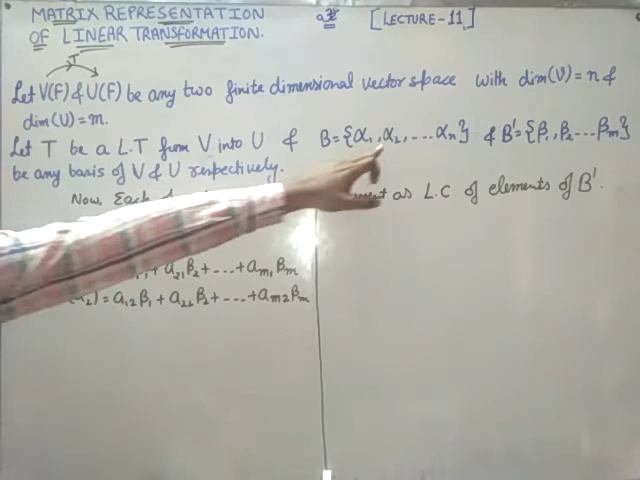 MATRIX REPRESENTATION
OF LINEAR TRANSFORMATION.
[LECTURE-11]
T
Let V(F) & U(F) be any two finite dimensional vector space with dim(V) = n &
dim(U) = m.
Let T be a L.T from V into U & B = {α₁, α₂, ... αₙ} & B' = {β₁, β₂ ... βₘ}
be any basis of V & U respectively.
Now, Each as L.C of elements of B'.
+ a₂₁β₂ + ... + aₘ₁βₘ
₂) = a₁₂β₁ + a₂₂β₂ + ... + aₘ₂βₘ